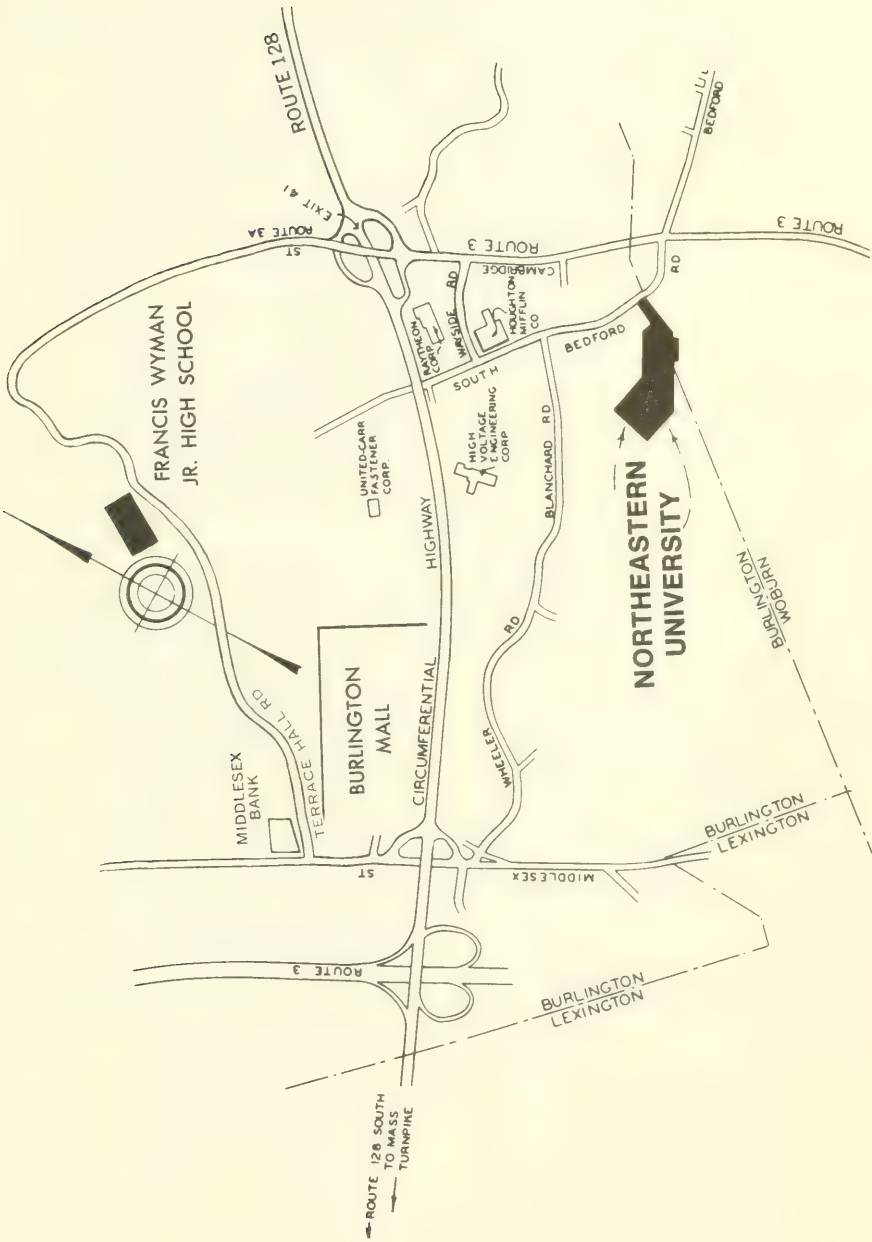 ROUTE 128
EXIT 41
ROUTE 3A
ST
FRANCIS WYMAN
JR. HIGH SCHOOL
MIDDLESEX
BANK
TERRACE HALL RD
BURLINGTON
MALL
UNITED-CARR
FASTENER
CORP.
RAYTHEON
CORP
WAYSIDE RD
HOUGHTON
MIFFLIN
CO
ROUTE 3
CAMBRIDGE
CIRCUMFERENTIAL HIGHWAY
HIGH
VOLTAGE
ENGINEERING
CORP
SOUTH BEDFORD RD
BEDFORD
ROUTE 3
WHEELER RD
BLANCHARD RD
NORTHEASTERN
UNIVERSITY
BURLINGTON
WOBURN
ST
MIDDLESEX
BURLINGTON
LEXINGTON
ROUTE 3
BURLINGTON
LEXINGTON
ROUTE 128 SOUTH
TO MASS
TURNPIKE